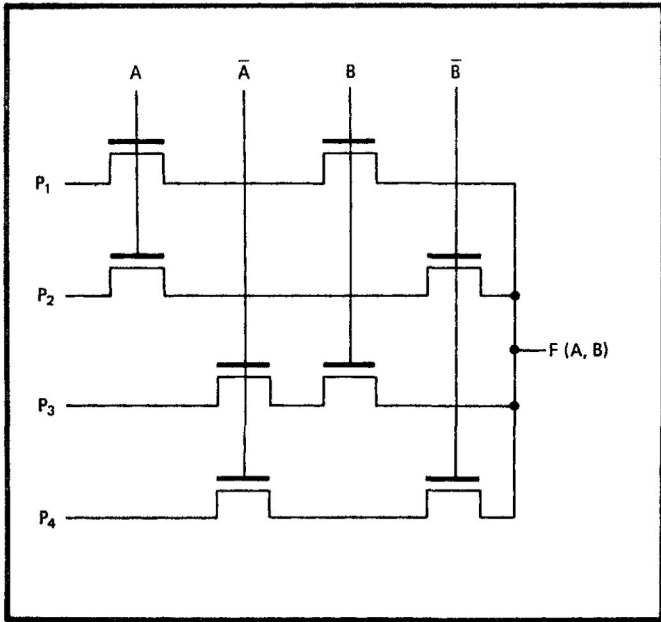 A A̅ B B̅
P₁
P₂
F (A, B)
P₃
P₄